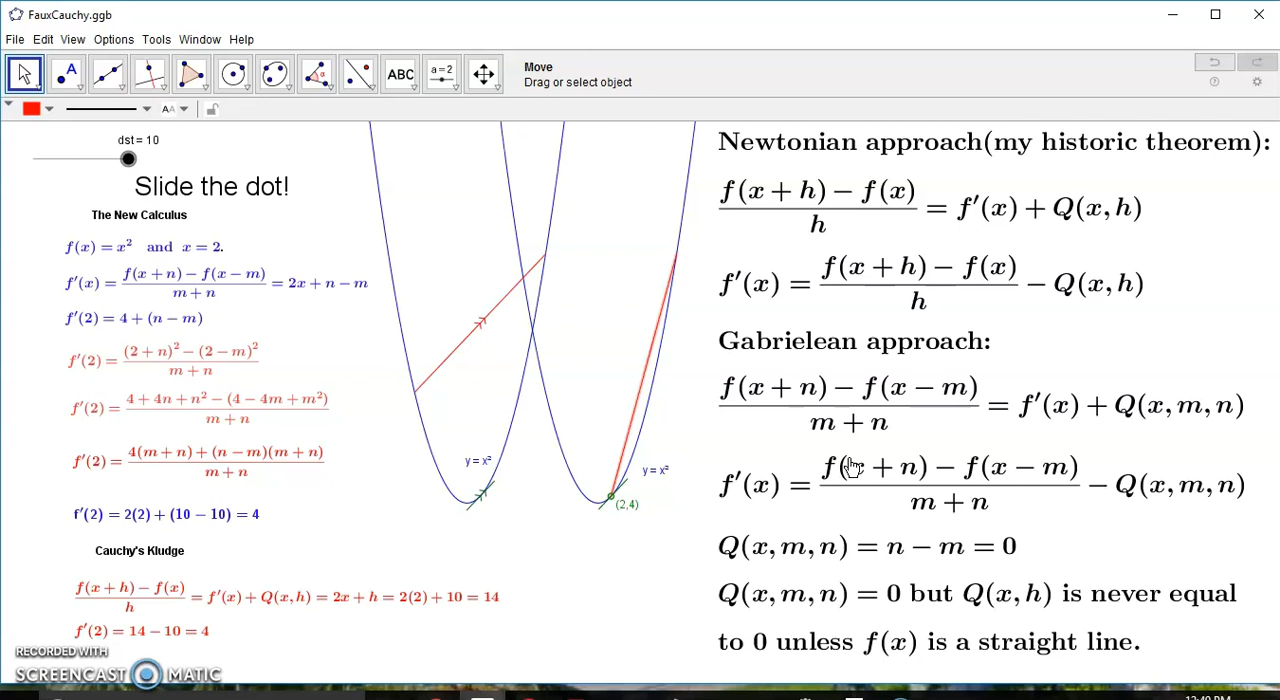 FauxCauchy.ggb
File Edit View Options Tools Window Help
A ABC a=2
Move
Drag or select object
AA
dst = 10
Slide the dot!
The New Calculus
f(x) = x² and x = 2.
f′(x) = (f(x + n) − f(x − m))/(m + n) = 2x + n − m
f′(2) = 4 + (n − m)
f′(2) = ((2 + n)² − (2 − m)²)/(m + n)
f′(2) = (4 + 4n + n² − (4 − 4m + m²))/(m + n)
f′(2) = (4(m + n) + (n − m)(m + n))/(m + n)
f′(2) = 2(2) + (10 − 10) = 4
Cauchy's Kludge
(f(x + h) − f(x))/h = f′(x) + Q(x, h) = 2x + h = 2(2) + 10 = 14
f′(2) = 14 − 10 = 4
y = x²
y = x²
(2,4)
Newtonian approach(my historic theorem):
(f(x + h) − f(x))/h = f′(x) + Q(x, h)
f′(x) = (f(x + h) − f(x))/h − Q(x, h)
Gabrielean approach:
(f(x + n) − f(x − m))/(m + n) = f′(x) + Q(x, m, n)
f′(x) = (f(x + n) − f(x − m))/(m + n) − Q(x, m, n)
Q(x, m, n) = n − m = 0
Q(x, m, n) = 0 but Q(x, h) is never equal
to 0 unless f(x) is a straight line.
RECORDED WITH
SCREENCAST MATIC